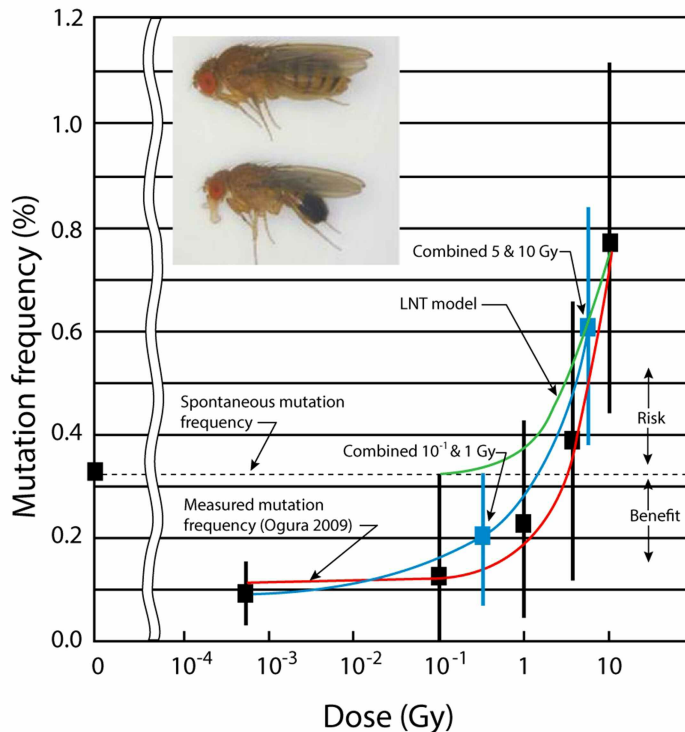 1.2
1.0
0.8
0.6
0.4
0.2
0.0
Mutation frequency (%)
Combined 5 & 10 Gy
LNT model
Spontaneous mutation
frequency
Combined 10⁻¹ & 1 Gy
Risk
Measured mutation
frequency (Ogura 2009)
Benefit
0
10⁻⁴
10⁻³
10⁻²
10⁻¹
1
10
Dose (Gy)